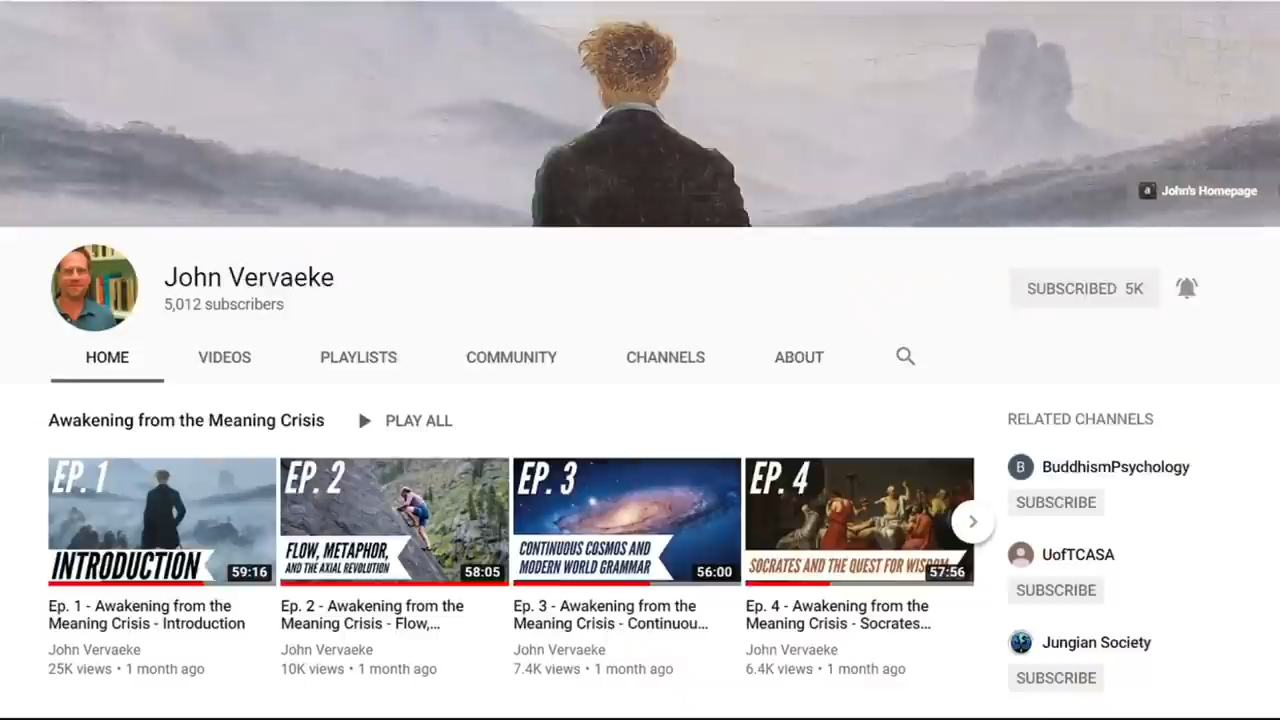 John's Homepage
John Vervaeke
5,012 subscribers
SUBSCRIBED 5K
HOME VIDEOS PLAYLISTS COMMUNITY CHANNELS ABOUT
Awakening from the Meaning Crisis PLAY ALL
EP. 1
INTRODUCTION
59:16
Ep. 1 - Awakening from the
Meaning Crisis - Introduction
John Vervaeke
25K views • 1 month ago
EP. 2
FLOW, METAPHOR,
AND THE AXIAL REVOLUTION
58:05
Ep. 2 - Awakening from the
Meaning Crisis - Flow,...
John Vervaeke
10K views • 1 month ago
EP. 3
CONTINUOUS COSMOS AND
MODERN WORLD GRAMMAR
56:00
Ep. 3 - Awakening from the
Meaning Crisis - Continuou...
John Vervaeke
7.4K views • 1 month ago
EP. 4
SOCRATES AND THE QUEST FOR WISDOM
57:56
Ep. 4 - Awakening from the
Meaning Crisis - Socrates...
John Vervaeke
6.4K views • 1 month ago
RELATED CHANNELS
B BuddhismPsychology
SUBSCRIBE
UofTCASA
SUBSCRIBE
Jungian Society
SUBSCRIBE